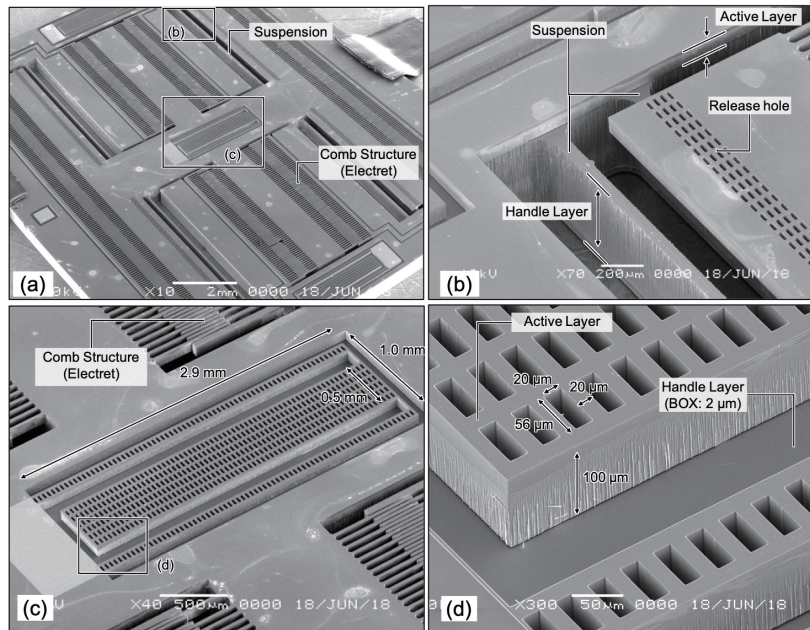 (b)
Suspension
(c)
Comb Structure
(Electret)
(a)
X10 2mm 0000 18/JUN/18
Suspension
Active Layer
Release hole
Handle Layer
(b)
X70 200µm 0000 18/JUN/18
Comb Structure
(Electret)
2.9 mm
1.0 mm
0.5 mm
(d)
(c)
X40 500µm 0000 18/JUN/18
Active Layer
20 µm
20 µm
56 µm
Handle Layer
(BOX: 2 µm)
100 µm
(d)
X300 50µm 0000 18/JUN/18